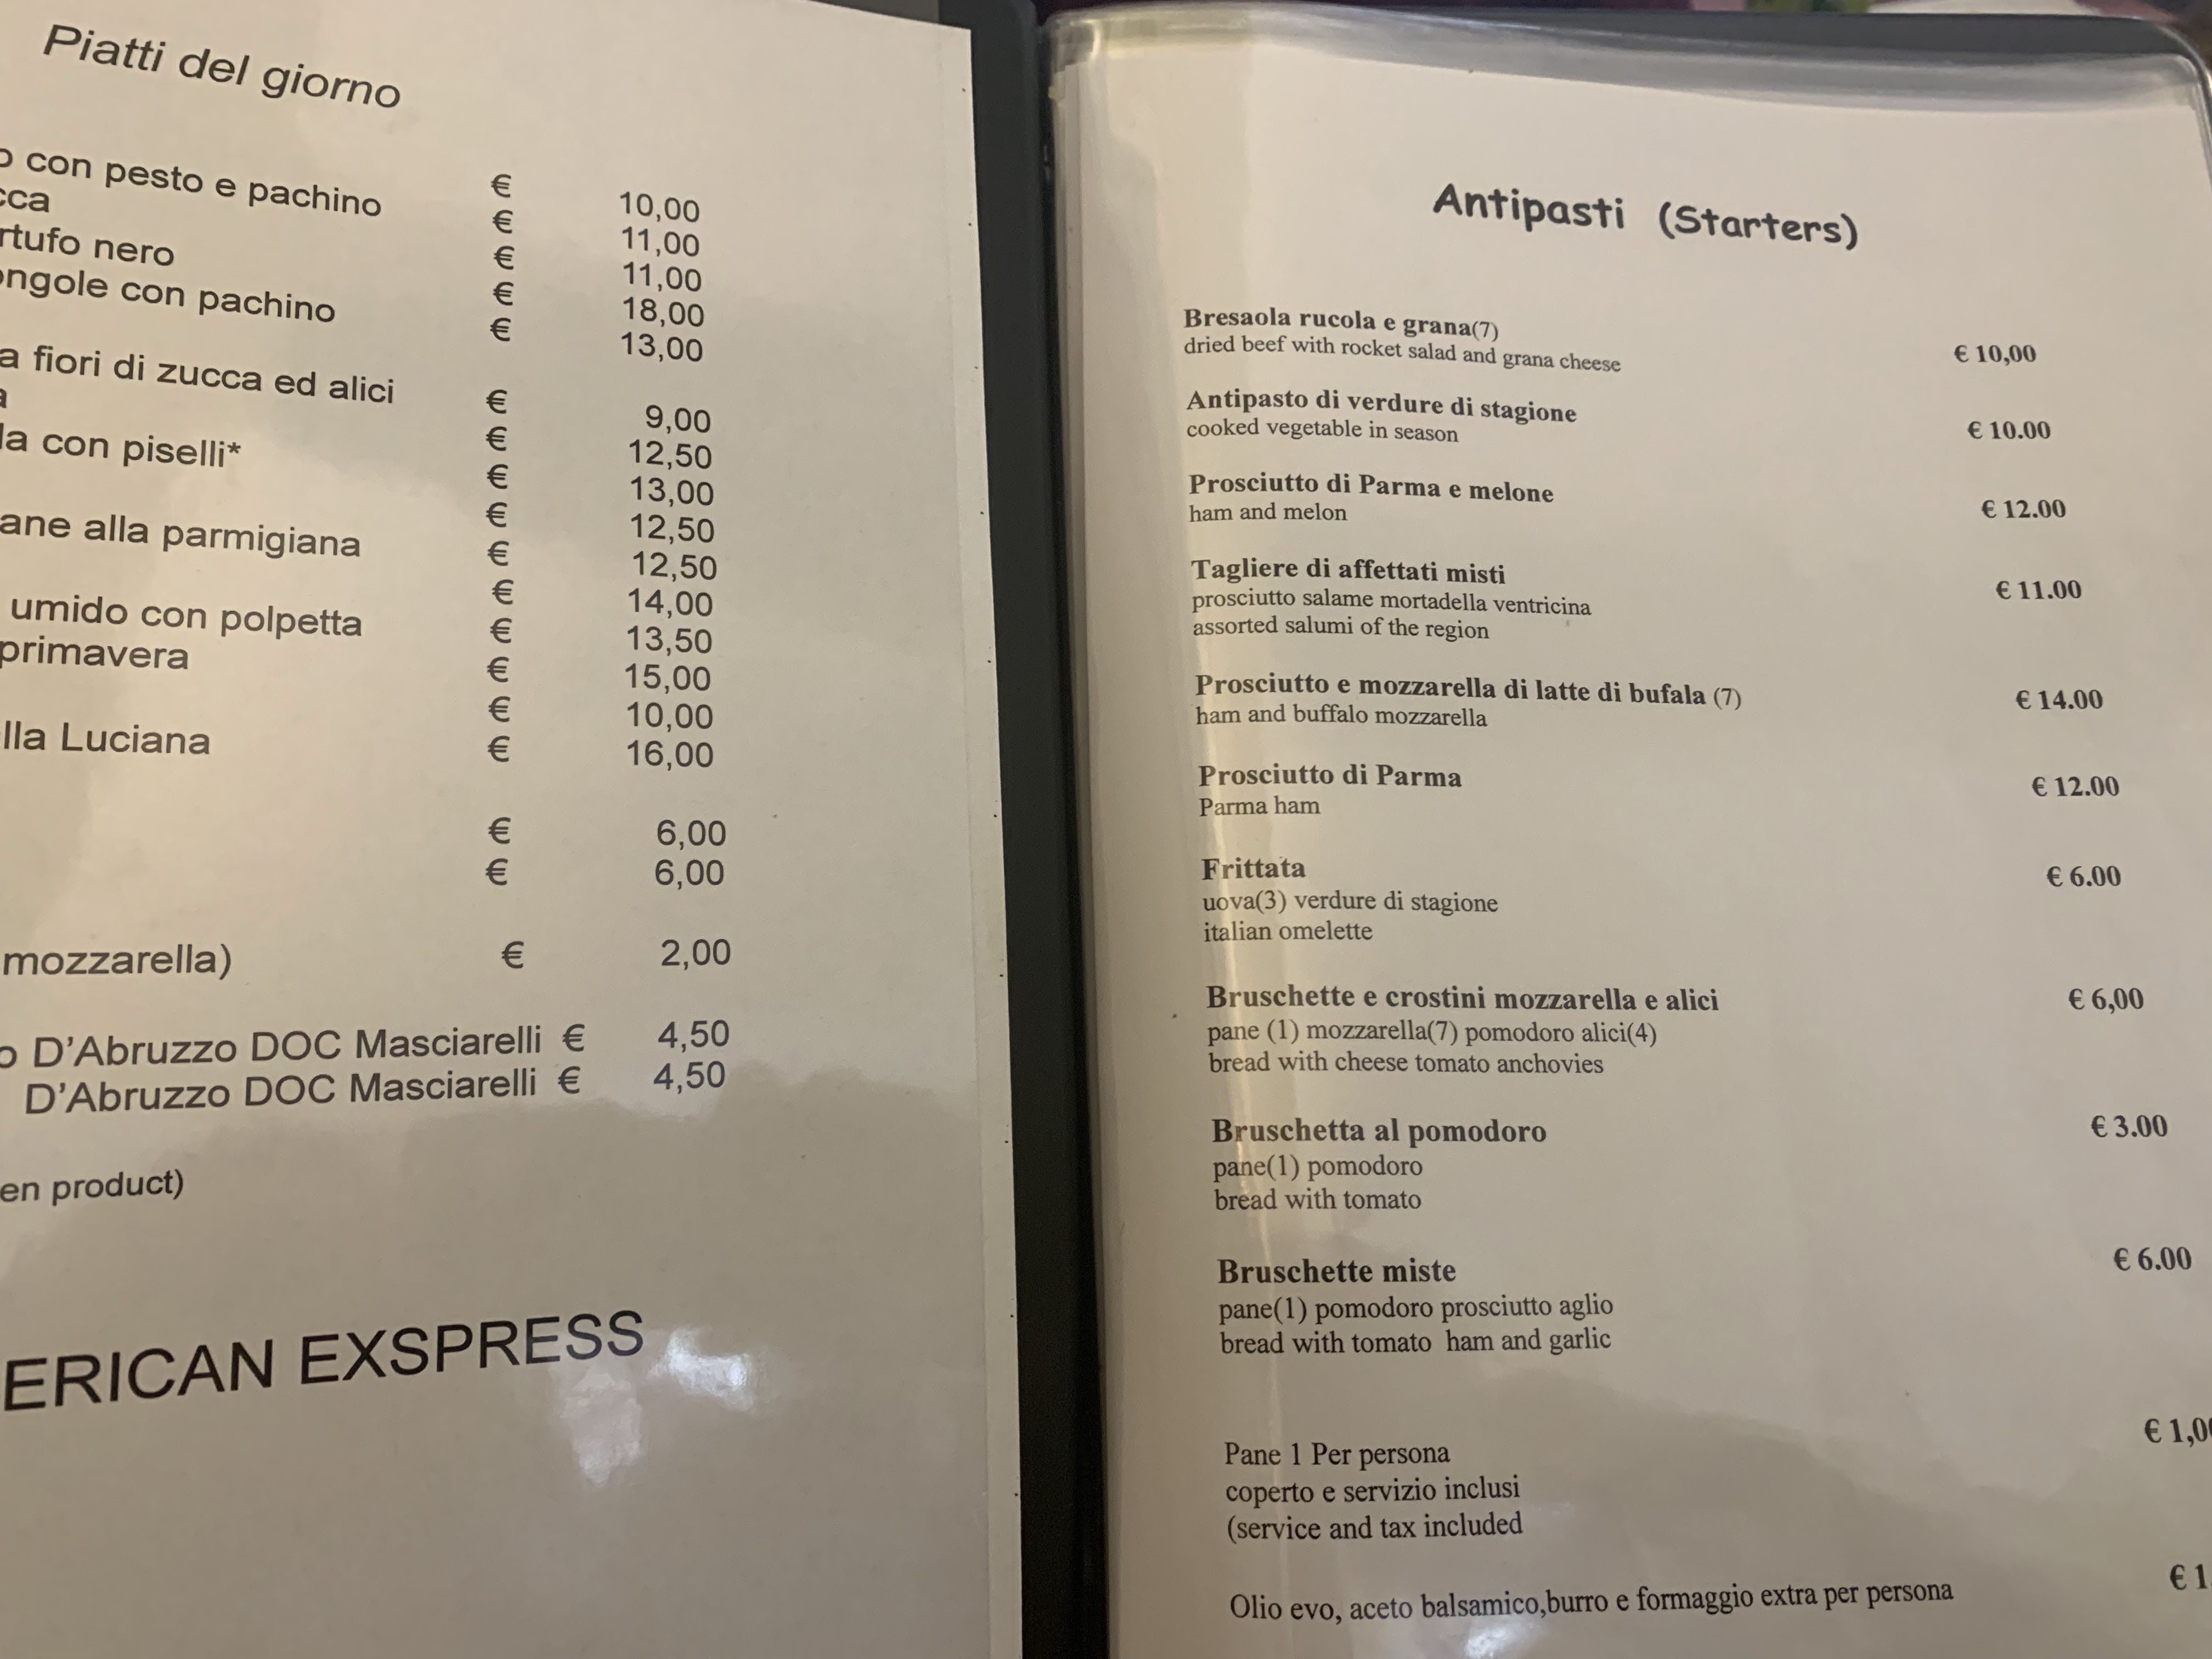 Piatti del giorno
con pesto e pachino € 10,00
€ 11,00
nero € 11,00
con pachino € 18,00
€ 13,00
fiori di zucca ed alici € 9,00
€ 12,50
con piselli* € 13,00
€ 12,50
alla parmigiana € 12,50
€ 14,00
umido con polpetta € 13,50
primavera € 15,00
€ 10,00
Luciana € 16,00
€ 6,00
€ 6,00
mozzarella) € 2,00
D'Abruzzo DOC Masciarelli € 4,50
D'Abruzzo DOC Masciarelli € 4,50
product)
EXSPRESS
Antipasti (Starters)
Bresaola rucola e grana(7)
dried beef with rocket salad and grana cheese € 10,00
Antipasto di verdure di stagione
cooked vegetable in season € 10.00
Prosciutto di Parma e melone
ham and melon € 12.00
Tagliere di affettati misti
prosciutto salame mortadella ventricina € 11.00
assorted salumi of the region
Prosciutto e mozzarella di latte di bufala (7) € 14.00
ham and buffalo mozzarella
Prosciutto di Parma € 12.00
Parma ham
Frittata € 6.00
uova(3) verdure di stagione
italian omelette
Bruschette e crostini mozzarella e alici € 6,00
pane (1) mozzarella(7) pomodoro alici(4)
bread with cheese tomato anchovies
Bruschetta al pomodoro € 3.00
pane(1) pomodoro
bread with tomato
Bruschette miste € 6.00
pane(1) pomodoro prosciutto aglio
bread with tomato ham and garlic
Pane 1 Per persona €
coperto e servizio inclusi
(service and tax included
Olio evo, aceto balsamico,burro e formaggio extra per persona €